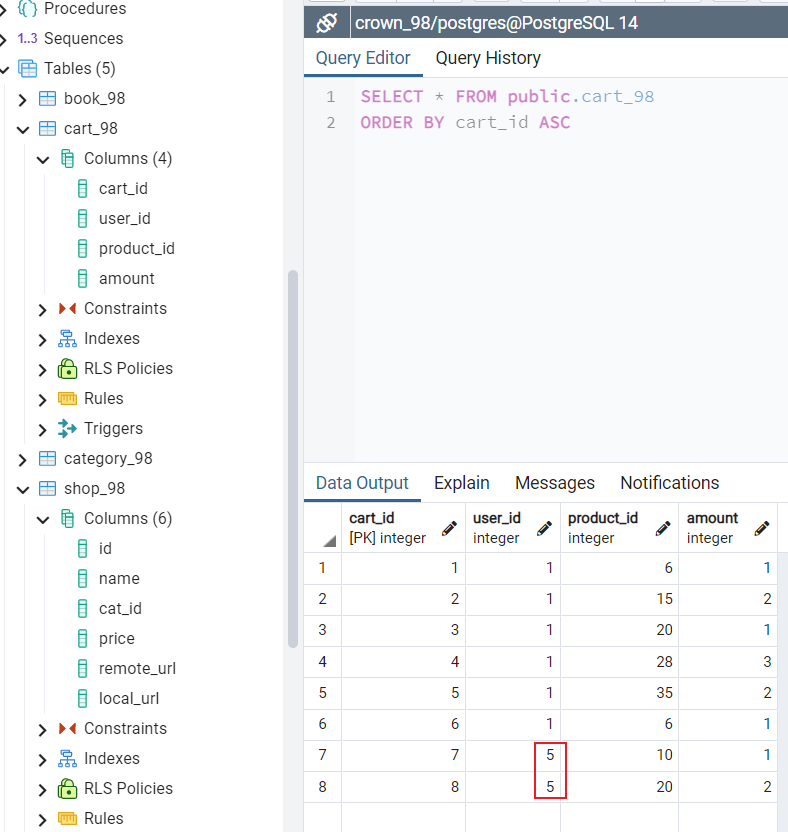 Procedures
1..3 Sequences
Tables (5)
book_98
cart_98
Columns (4)
cart_id
user_id
product_id
amount
Constraints
Indexes
RLS Policies
Rules
Triggers
category_98
shop_98
Columns (6)
id
name
cat_id
price
remote_url
local_url
Constraints
Indexes
RLS Policies
Rules
crown_98/postgres@PostgreSQL 14
Query Editor Query History
1 SELECT * FROM public.cart_98
2 ORDER BY cart_id ASC
Data Output Explain Messages Notifications
cart_id user_id product_id amount
[PK] integer integer integer integer
1 1 1 6 1
2 2 1 15 2
3 3 1 20 1
4 4 1 28 3
5 5 1 35 2
6 6 1 6 1
7 7 5 10 1
8 8 5 20 2